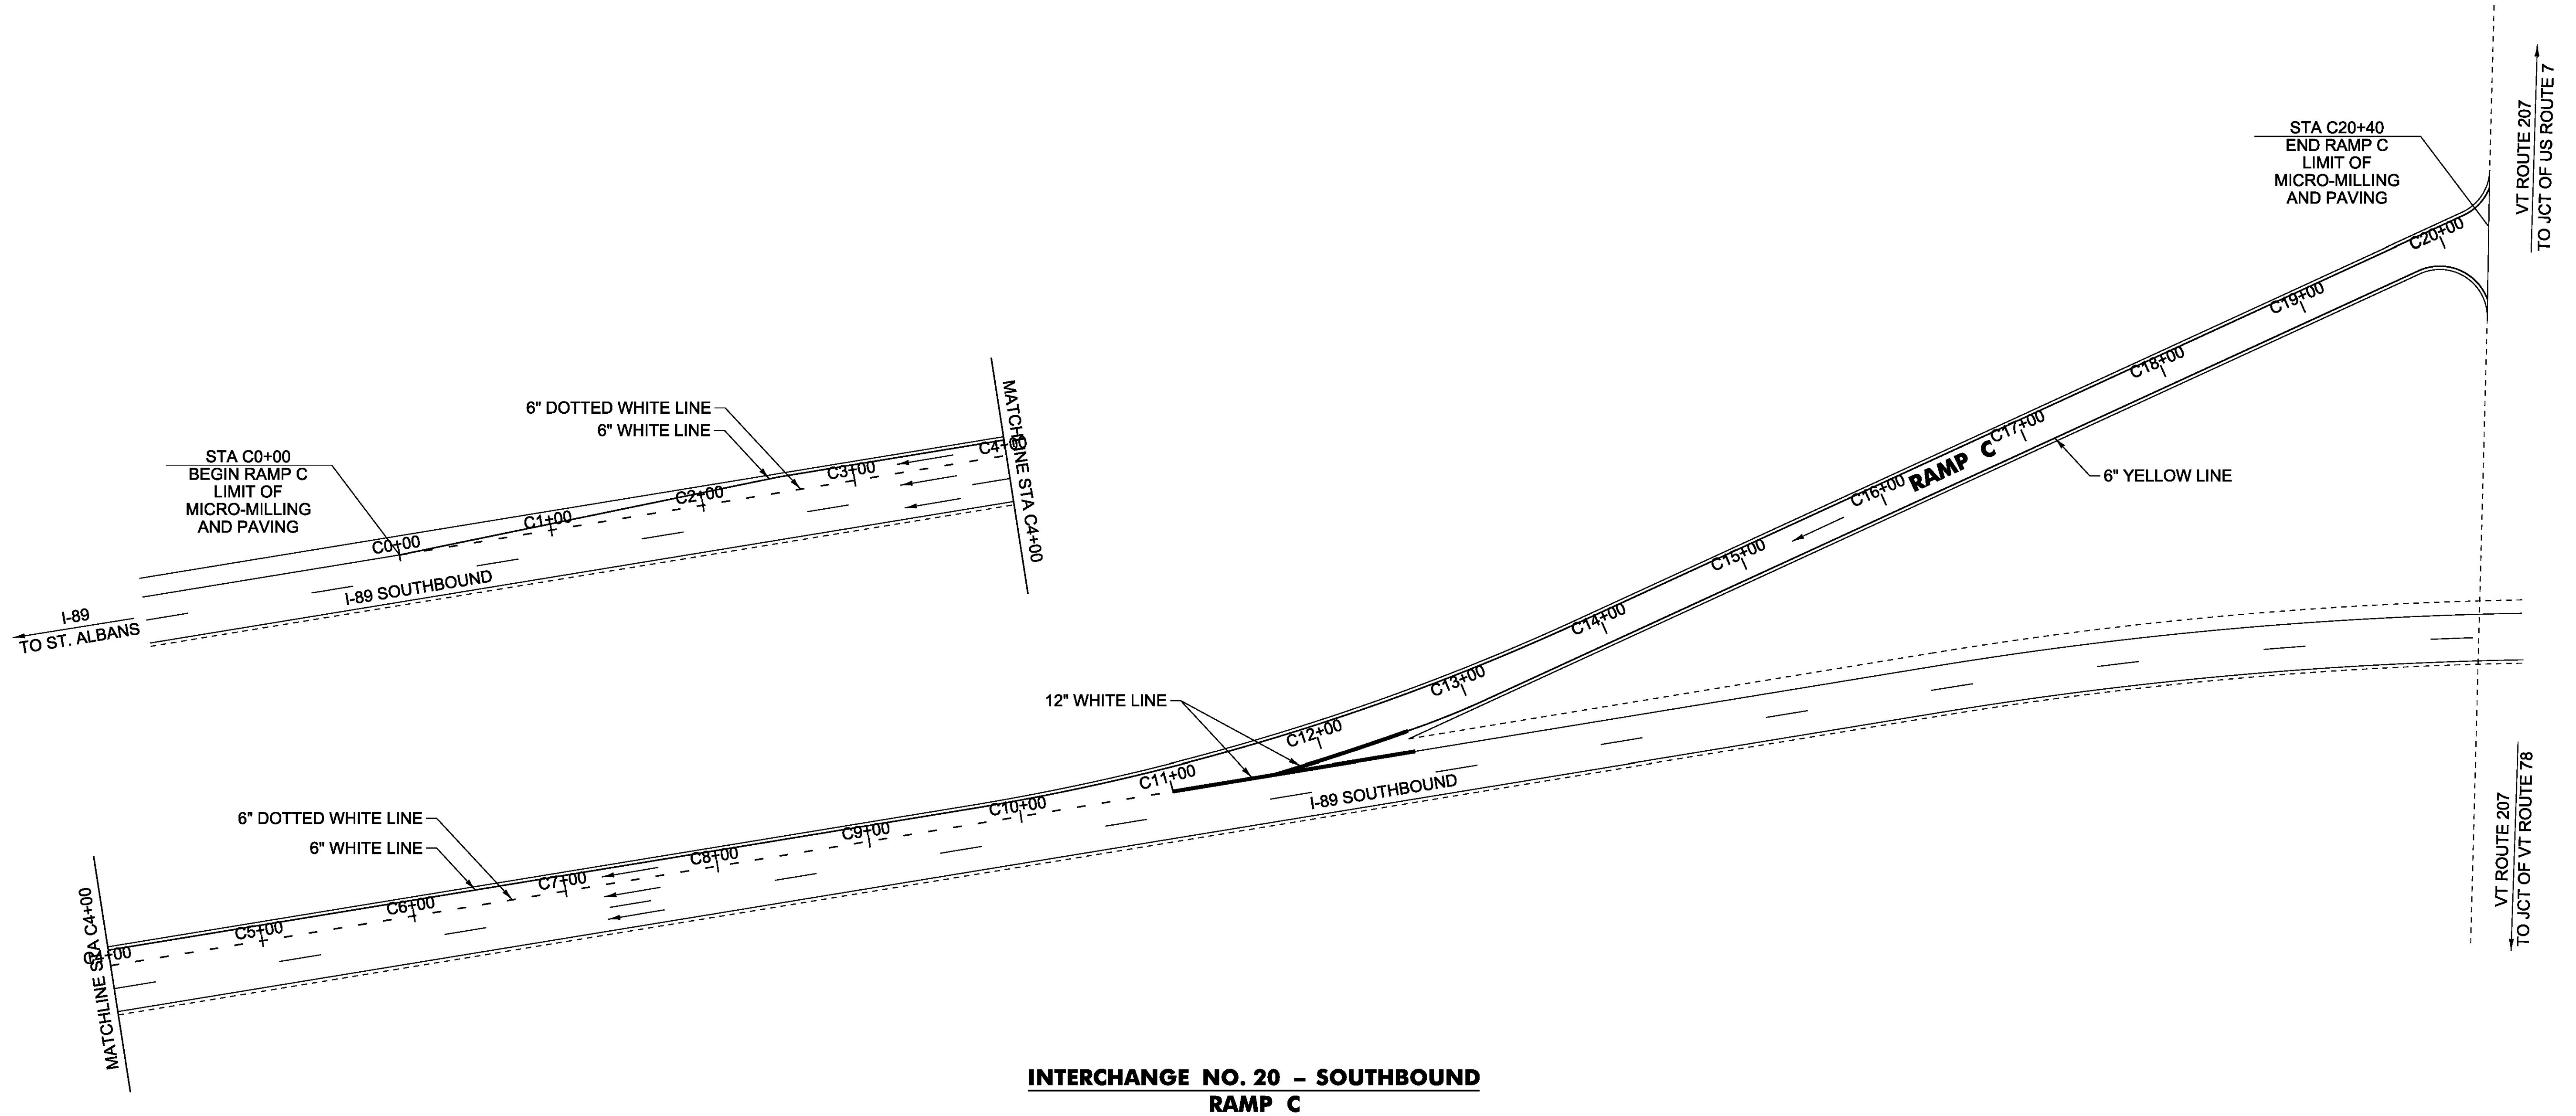 STA C20+40
END RAMP C
LIMIT OF
MICRO-MILLING
AND PAVING
VT ROUTE 207
TO JCT OF US ROUTE 7
C20+00
C19+00
C18+00
C17+00
RAMP C
C16+00
6" YELLOW LINE
C15+00
C14+00
C13+00
C12+00
C11+00
12" WHITE LINE
6" DOTTED WHITE LINE
6" WHITE LINE
STA C0+00
BEGIN RAMP C
LIMIT OF
MICRO-MILLING
AND PAVING
C0+00
C1+00
C2+00
C3+00
C4+00
MATCHLINE STA C4+00
I-89 SOUTHBOUND
I-89
TO ST. ALBANS
6" DOTTED WHITE LINE
6" WHITE LINE
MATCHLINE STA C4+00
C4+00
C5+00
C6+00
C7+00
C8+00
C9+00
C10+00
I-89 SOUTHBOUND
VT ROUTE 207
TO JCT OF VT ROUTE 78
INTERCHANGE NO. 20 – SOUTHBOUND
RAMP C